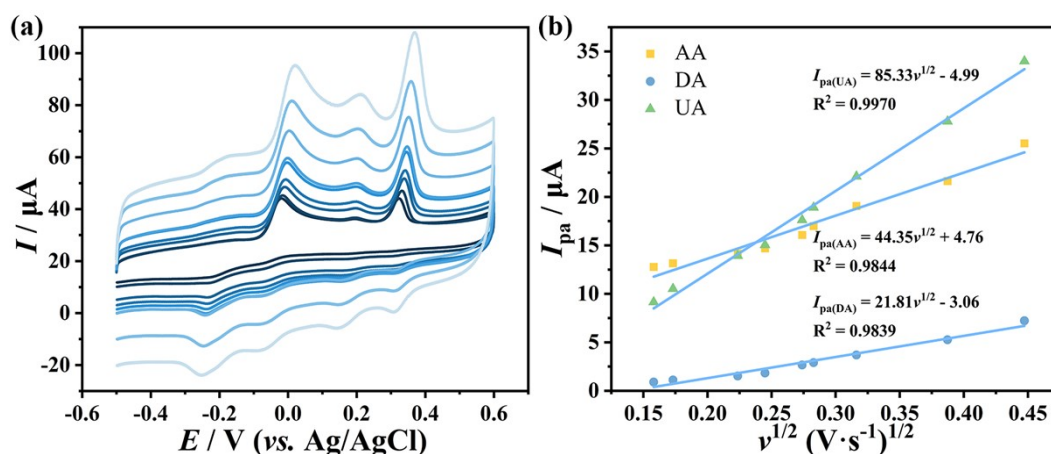 (a)
100
80
60
40
20
0
-20
I / μA
-0.6
-0.4
-0.2
0.0
0.2
0.4
0.6
E / V (vs. Ag/AgCl)
(b)
35
30
25
20
15
10
5
0
Ipa / μA
AA
DA
UA
Ipa(UA) = 85.33v1/2 - 4.99
R2 = 0.9970
Ipa(AA) = 44.35v1/2 + 4.76
R2 = 0.9844
Ipa(DA) = 21.81v1/2 - 3.06
R2 = 0.9839
0.15
0.20
0.25
0.30
0.35
0.40
0.45
v1/2 (V·s-1)1/2